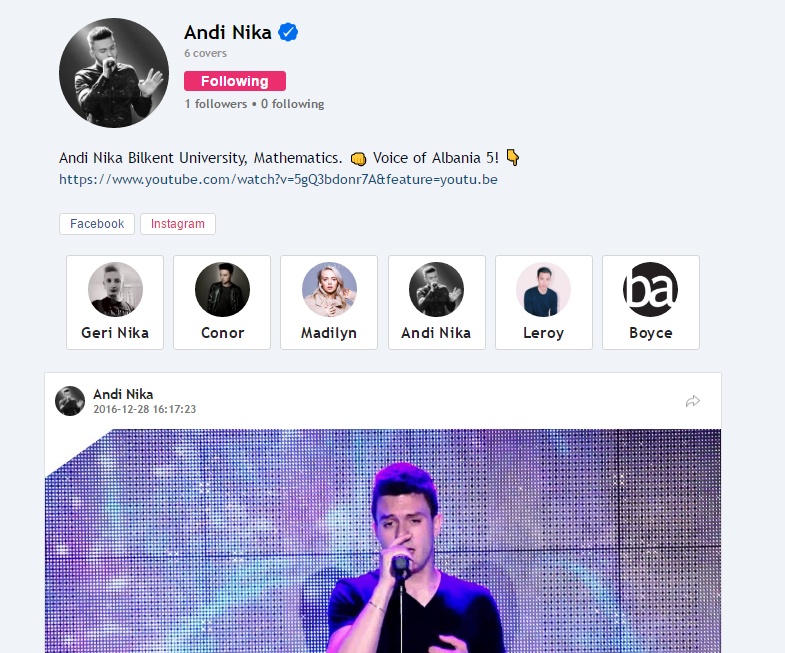 Andi Nika
6 covers
Following
1 followers • 0 following
Andi Nika Bilkent University, Mathematics. 👊 Voice of Albania 5! 👇
https://www.youtube.com/watch?v=5gQ3bdonr7A&feature=youtu.be
Facebook Instagram
ba
Geri Nika Conor Madilyn Andi Nika Leroy Boyce
Andi Nika
2016-12-28 16:17:23